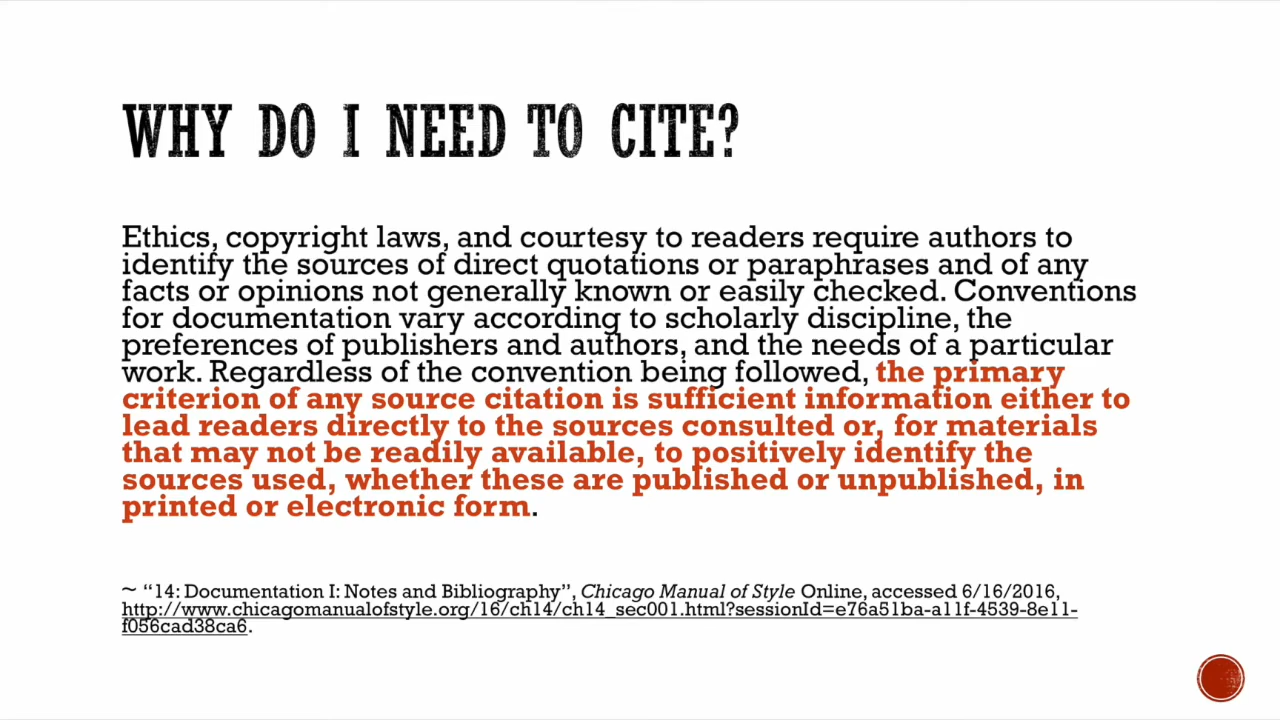 WHY DO I NEED TO CITE?
Ethics, copyright laws, and courtesy to readers require authors to
identify the sources of direct quotations or paraphrases and of any
facts or opinions not generally known or easily checked. Conventions
for documentation vary according to scholarly discipline, the
preferences of publishers and authors, and the needs of a particular
work. Regardless of the convention being followed, the primary
criterion of any source citation is sufficient information either to
lead readers directly to the sources consulted or, for materials
that may not be readily available, to positively identify the
sources used, whether these are published or unpublished, in
printed or electronic form.
~ “14: Documentation I: Notes and Bibliography”, Chicago Manual of Style Online, accessed 6/16/2016,
http://www.chicagomanualofstyle.org/16/ch14/ch14_sec001.html?sessionId=e76a51ba-a11f-4539-8e11-
f056cad38ca6.